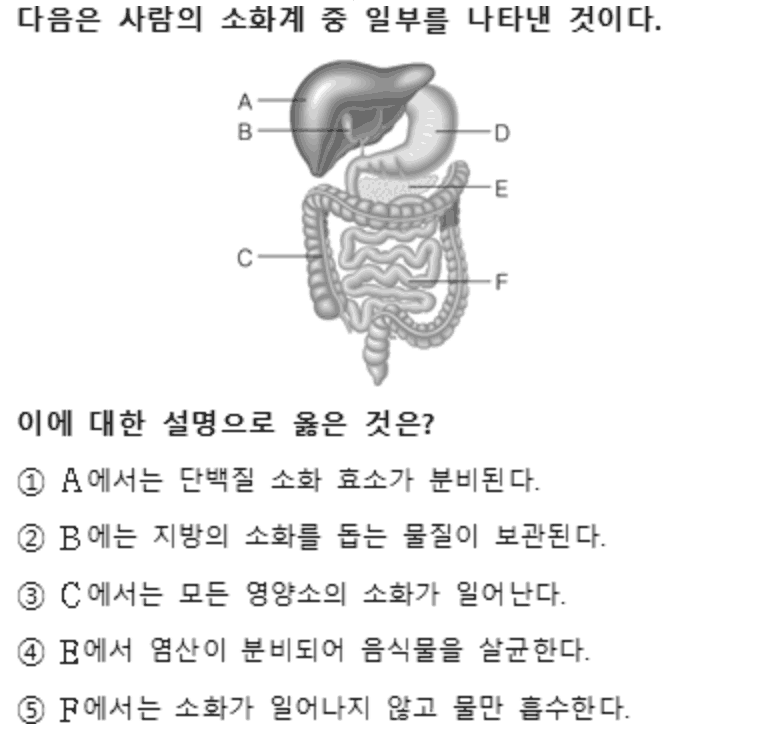 다음은 사람의 소화계 중 일부를 나타낸 것이다.
A
B
D
E
C
F
이에 대한 설명으로 옳은 것은?
① A에서는 단백질 소화 효소가 분비된다.
② B에는 지방의 소화를 돕는 물질이 보관된다.
③ C에서는 모든 영양소의 소화가 일어난다.
④ E에서 염산이 분비되어 음식물을 살균한다.
⑤ F에서는 소화가 일어나지 않고 물만 흡수한다.